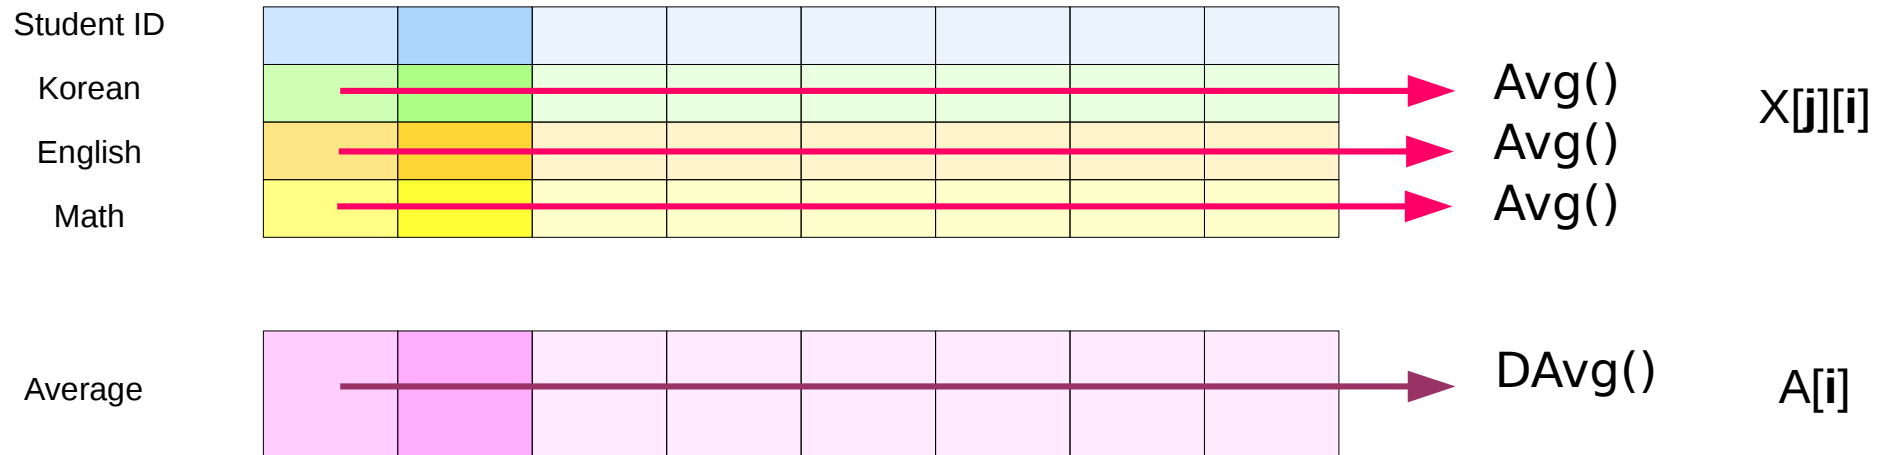 Student ID
Korean
Avg()
X[j][i]
English
Avg()
Math
Avg()
Average
DAvg()
A[i]